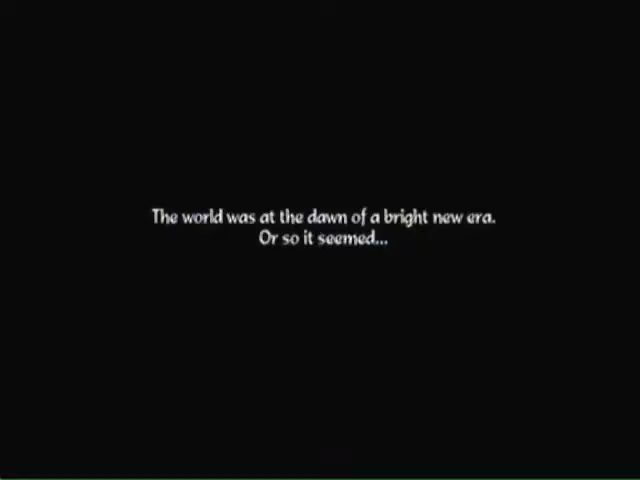 The world was at the dawn of a bright new era.
Or so it seemed...